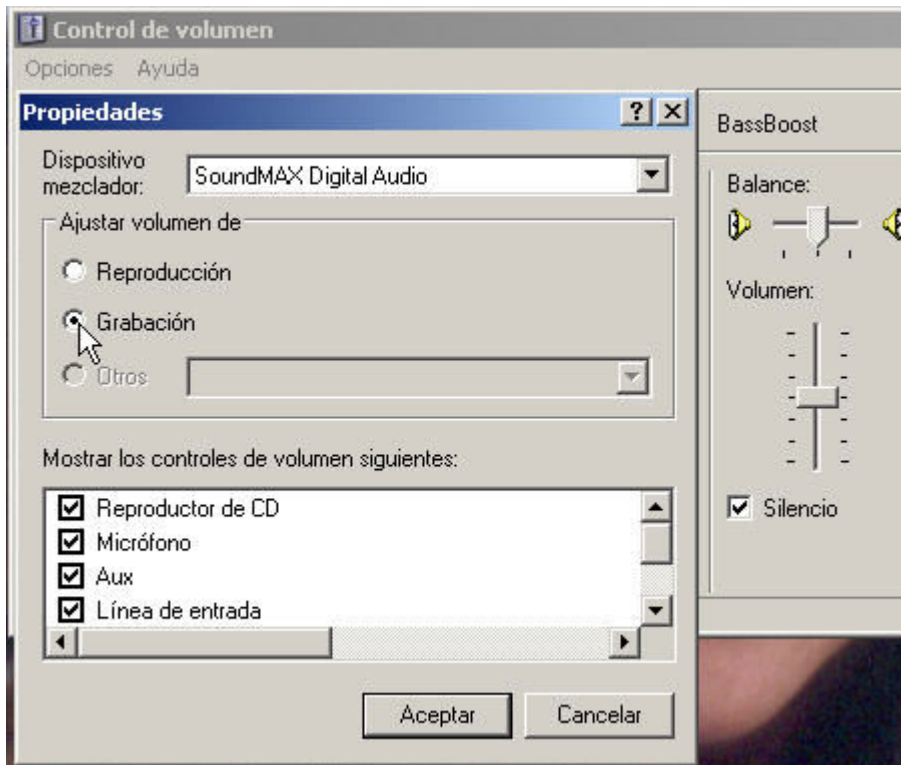 Control de volumen
Opciones Ayuda
Propiedades
Dispositivo
mezclador:
SoundMAX Digital Audio
Ajustar volumen de
Reproducción
Grabación
Otros
Mostrar los controles de volumen siguientes:
Reproductor de CD
Micrófono
Aux
Línea de entrada
Aceptar Cancelar
BassBoost
Balance:
Volumen:
Silencio